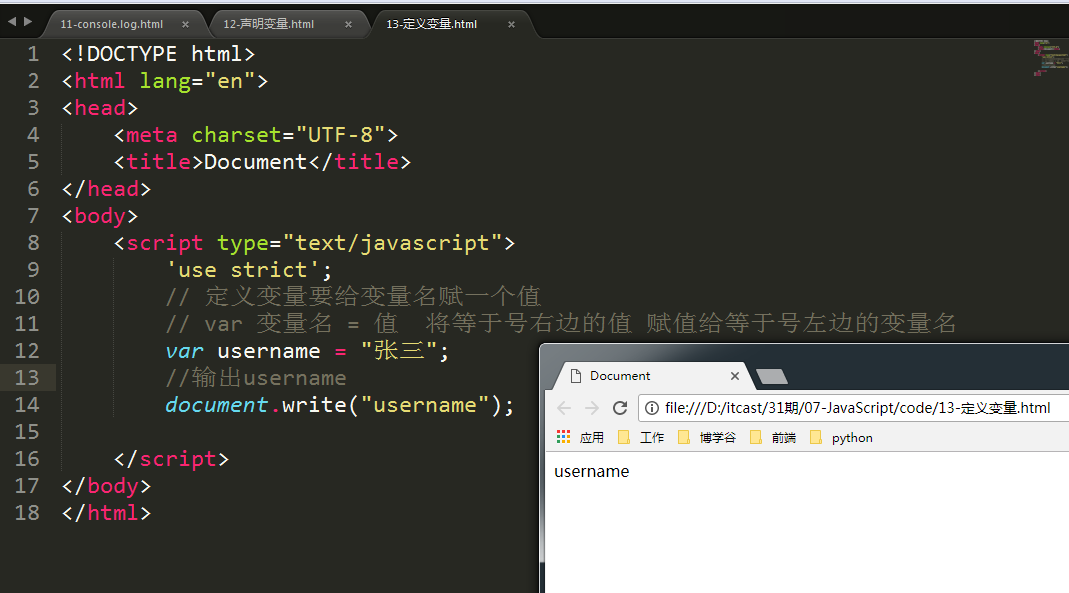 11-console.log.html × 12-声明变量.html × 13-定义变量.html ×
1 <!DOCTYPE html>
2 <html lang="en">
3 <head>
4 <meta charset="UTF-8">
5 <title>Document</title>
6 </head>
7 <body>
8 <script type="text/javascript">
9 'use strict';
10 // 定义变量要给变量名赋一个值
11 // var 变量名 = 值 将等于号右边的值 赋值给等于号左边的变量名
12 var username = "张三";
13 //输出username
14 document.write("username");
15
16 </script>
17 </body>
18 </html>
Document ×
file:///D:/itcast/31期/07-JavaScript/code/13-定义变量.html
应用 工作 博学谷 前端 python
username